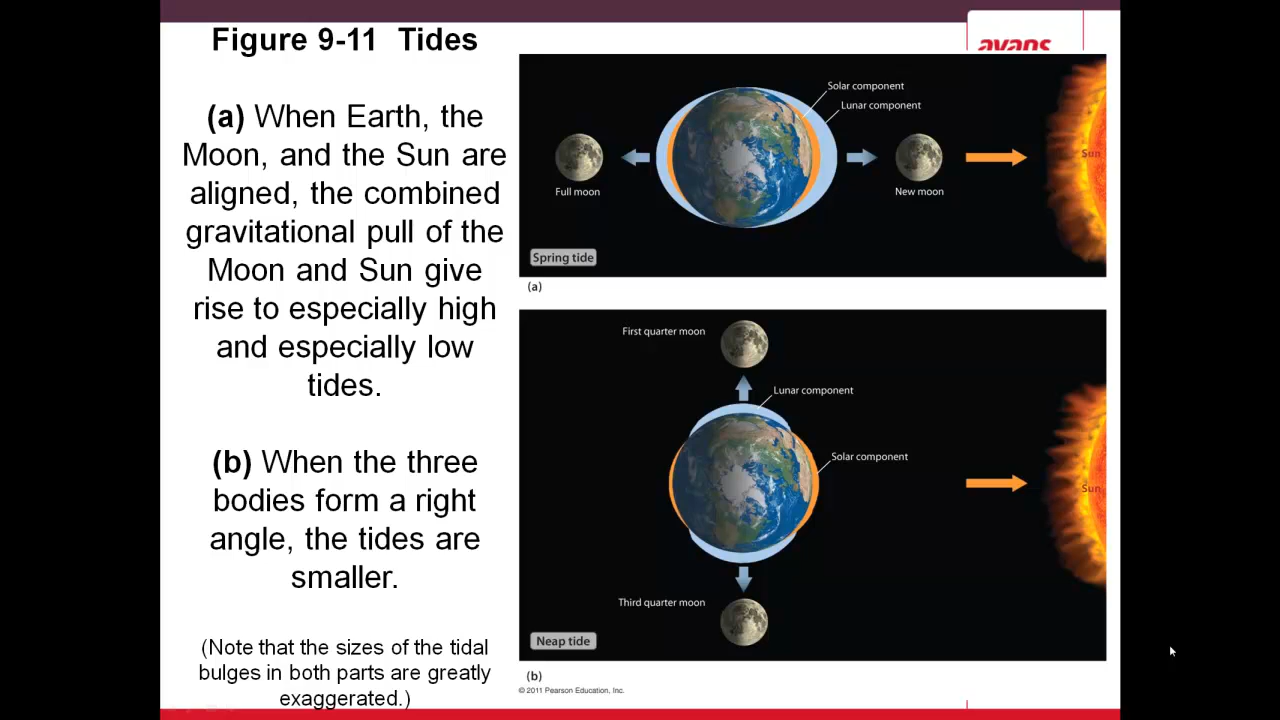 Figure 9-11 Tides
(a) When Earth, the
Moon, and the Sun are
aligned, the combined
gravitational pull of the
Moon and Sun give
rise to especially high
and especially low
tides.
(b) When the three
bodies form a right
angle, the tides are
smaller.
(Note that the sizes of the tidal
bulges in both parts are greatly
exaggerated.)
avans
Solar component
Lunar component
Sun
Full moon
New moon
Spring tide
(a)
First quarter moon
Lunar component
Solar component
Sun
Third quarter moon
Neap tide
(b)
© 2011 Pearson Education, Inc.